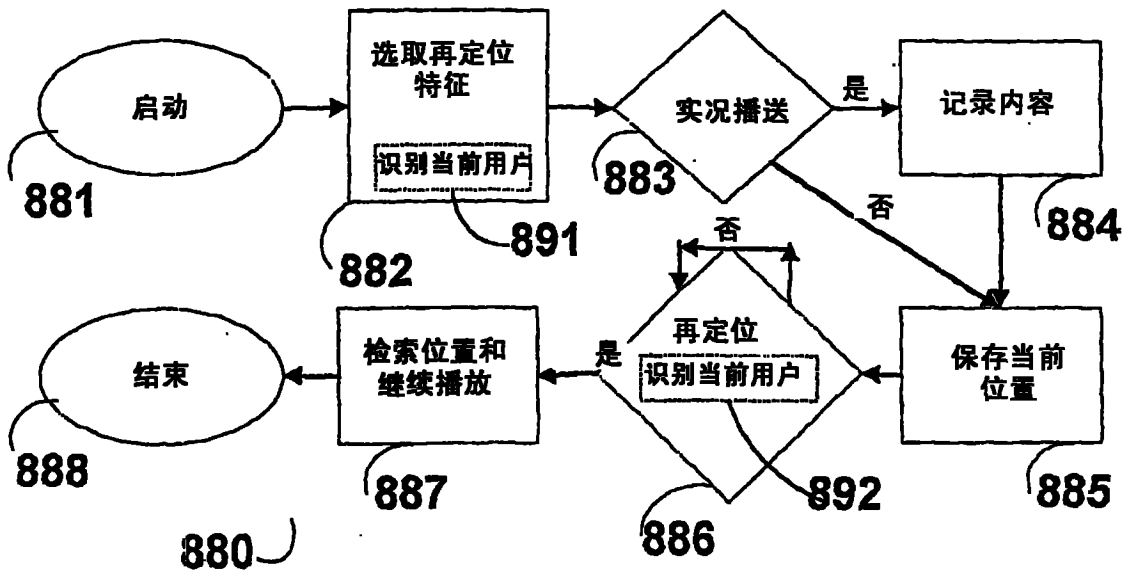 启动
881
选取再定位
特征
识别当前用户
882
891
实况播送
883
是
否
记录内容
884
保存当前
位置
885
否
再定位
识别当前用户
892
886
是
检索位置和
继续播放
887
结束
888
880